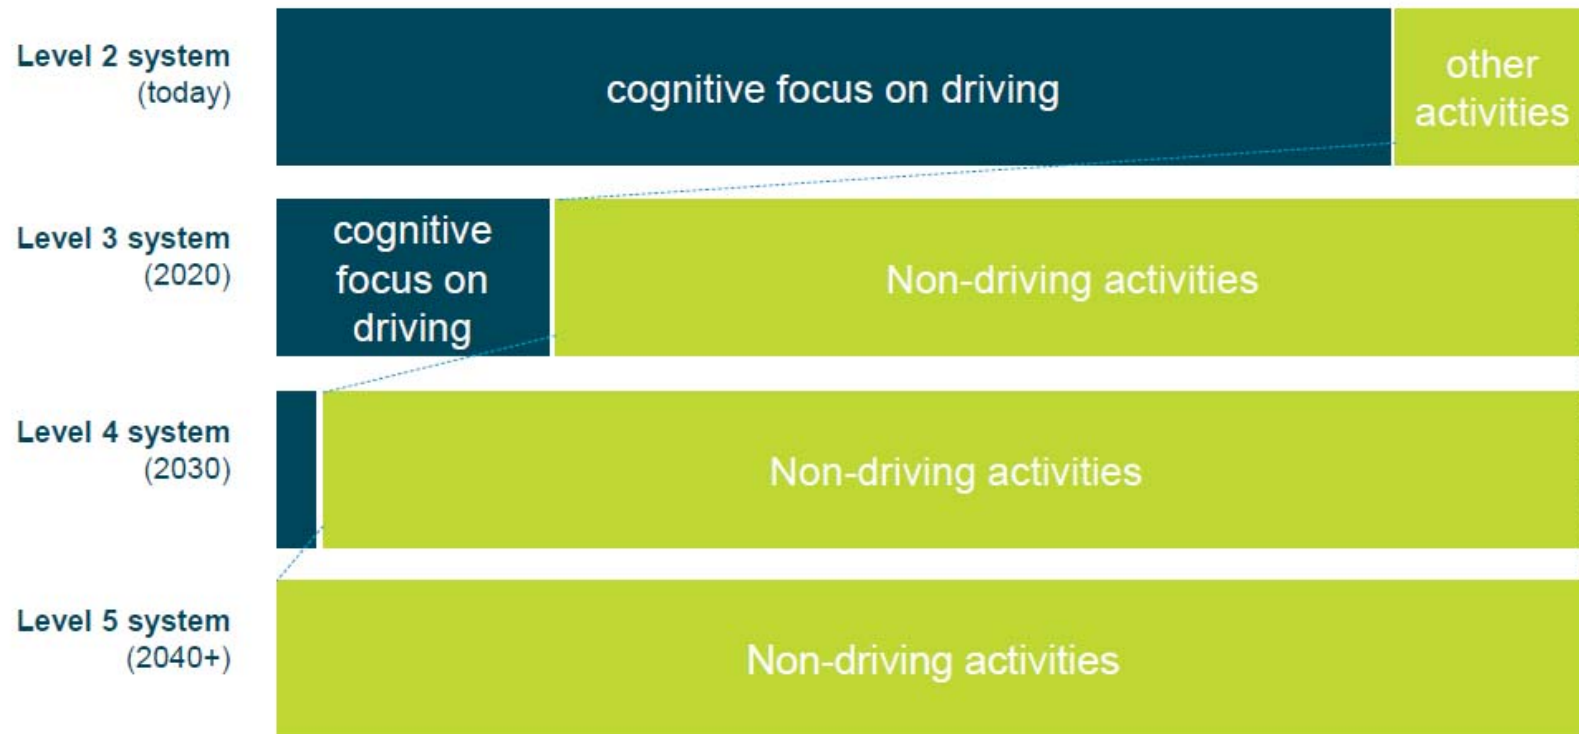 Level 2 system
(today)
cognitive focus on driving
other
activities
Level 3 system
(2020)
cognitive
focus on
driving
Non-driving activities
Level 4 system
(2030)
Non-driving activities
Level 5 system
(2040+)
Non-driving activities